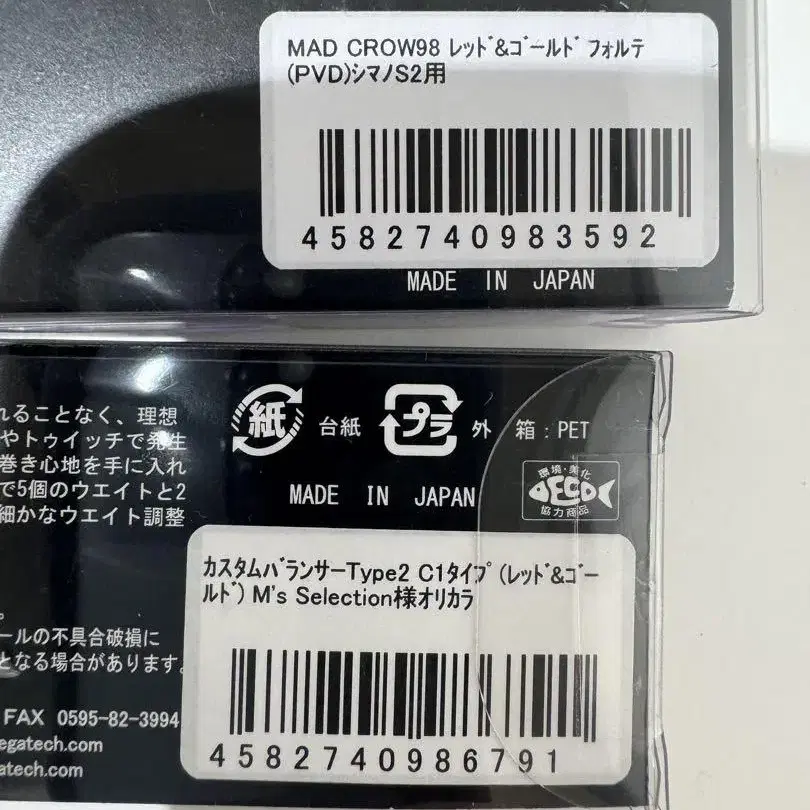 MAD CROW98 ﾚｯﾄﾞ&ｺﾞｰﾙﾄﾞ ﾌｫﾙﾃ
(PVD)ｼﾏﾉS2用
4582740983592
MADE IN JAPAN
れることなく、理想
やトゥイッチで発生
巻き心地を手に入れ
で5個のウエイトと2
細かなウエイト調整
紙
台紙
プラ
外 箱：PET
MADE IN JAPAN
環境・美化
ECO
協力商品
ｶｽﾀﾑﾊﾞﾗﾝｻｰType2 C1ﾀｲﾌﾟ(ﾚｯﾄﾞ&ｺﾞｰ
ﾙﾄﾞ) M's Selection様ｵﾘｶﾗ
4582740986791
ールの不具合破損に
となる場合があります。
FAX 0595-82-3994
egatech.com
gatech.com